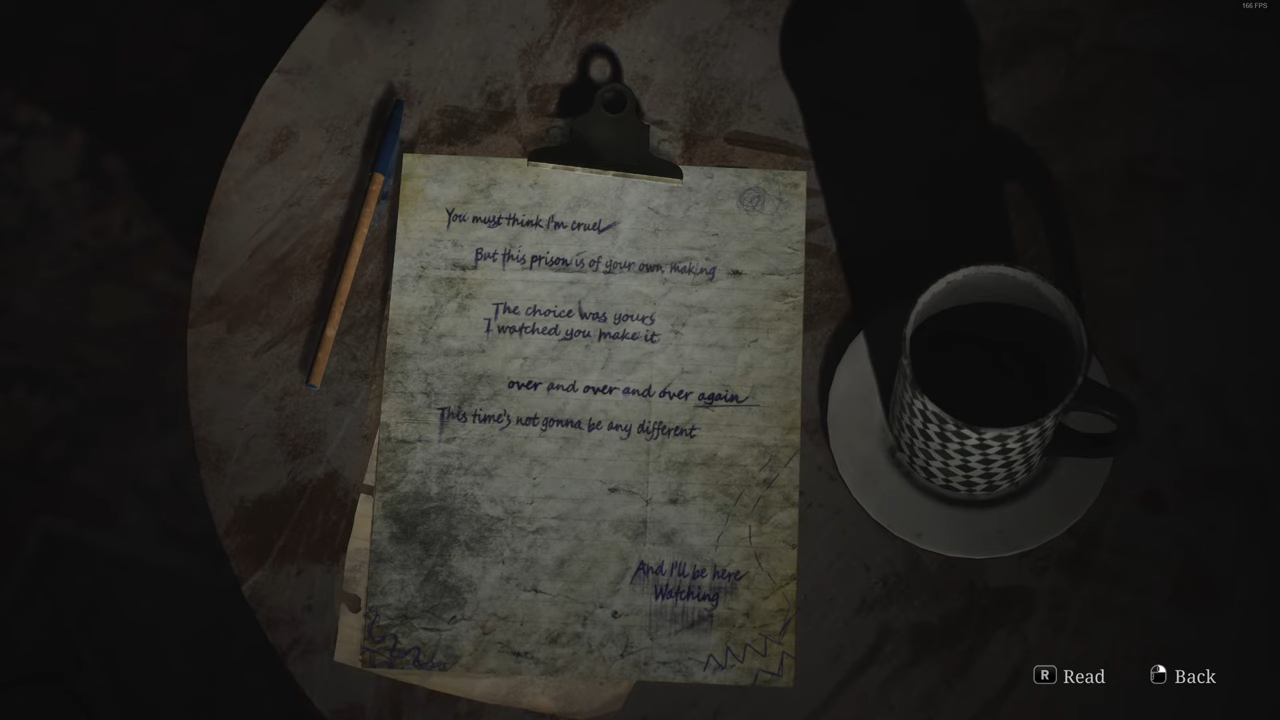 166 FPS
You must think I'm cruel
But this prison is of your own making
The choice was yours
I watched you make it
over and over and over again
This time's not gonna be any different
And I'll be here
Watching
R Read
Back